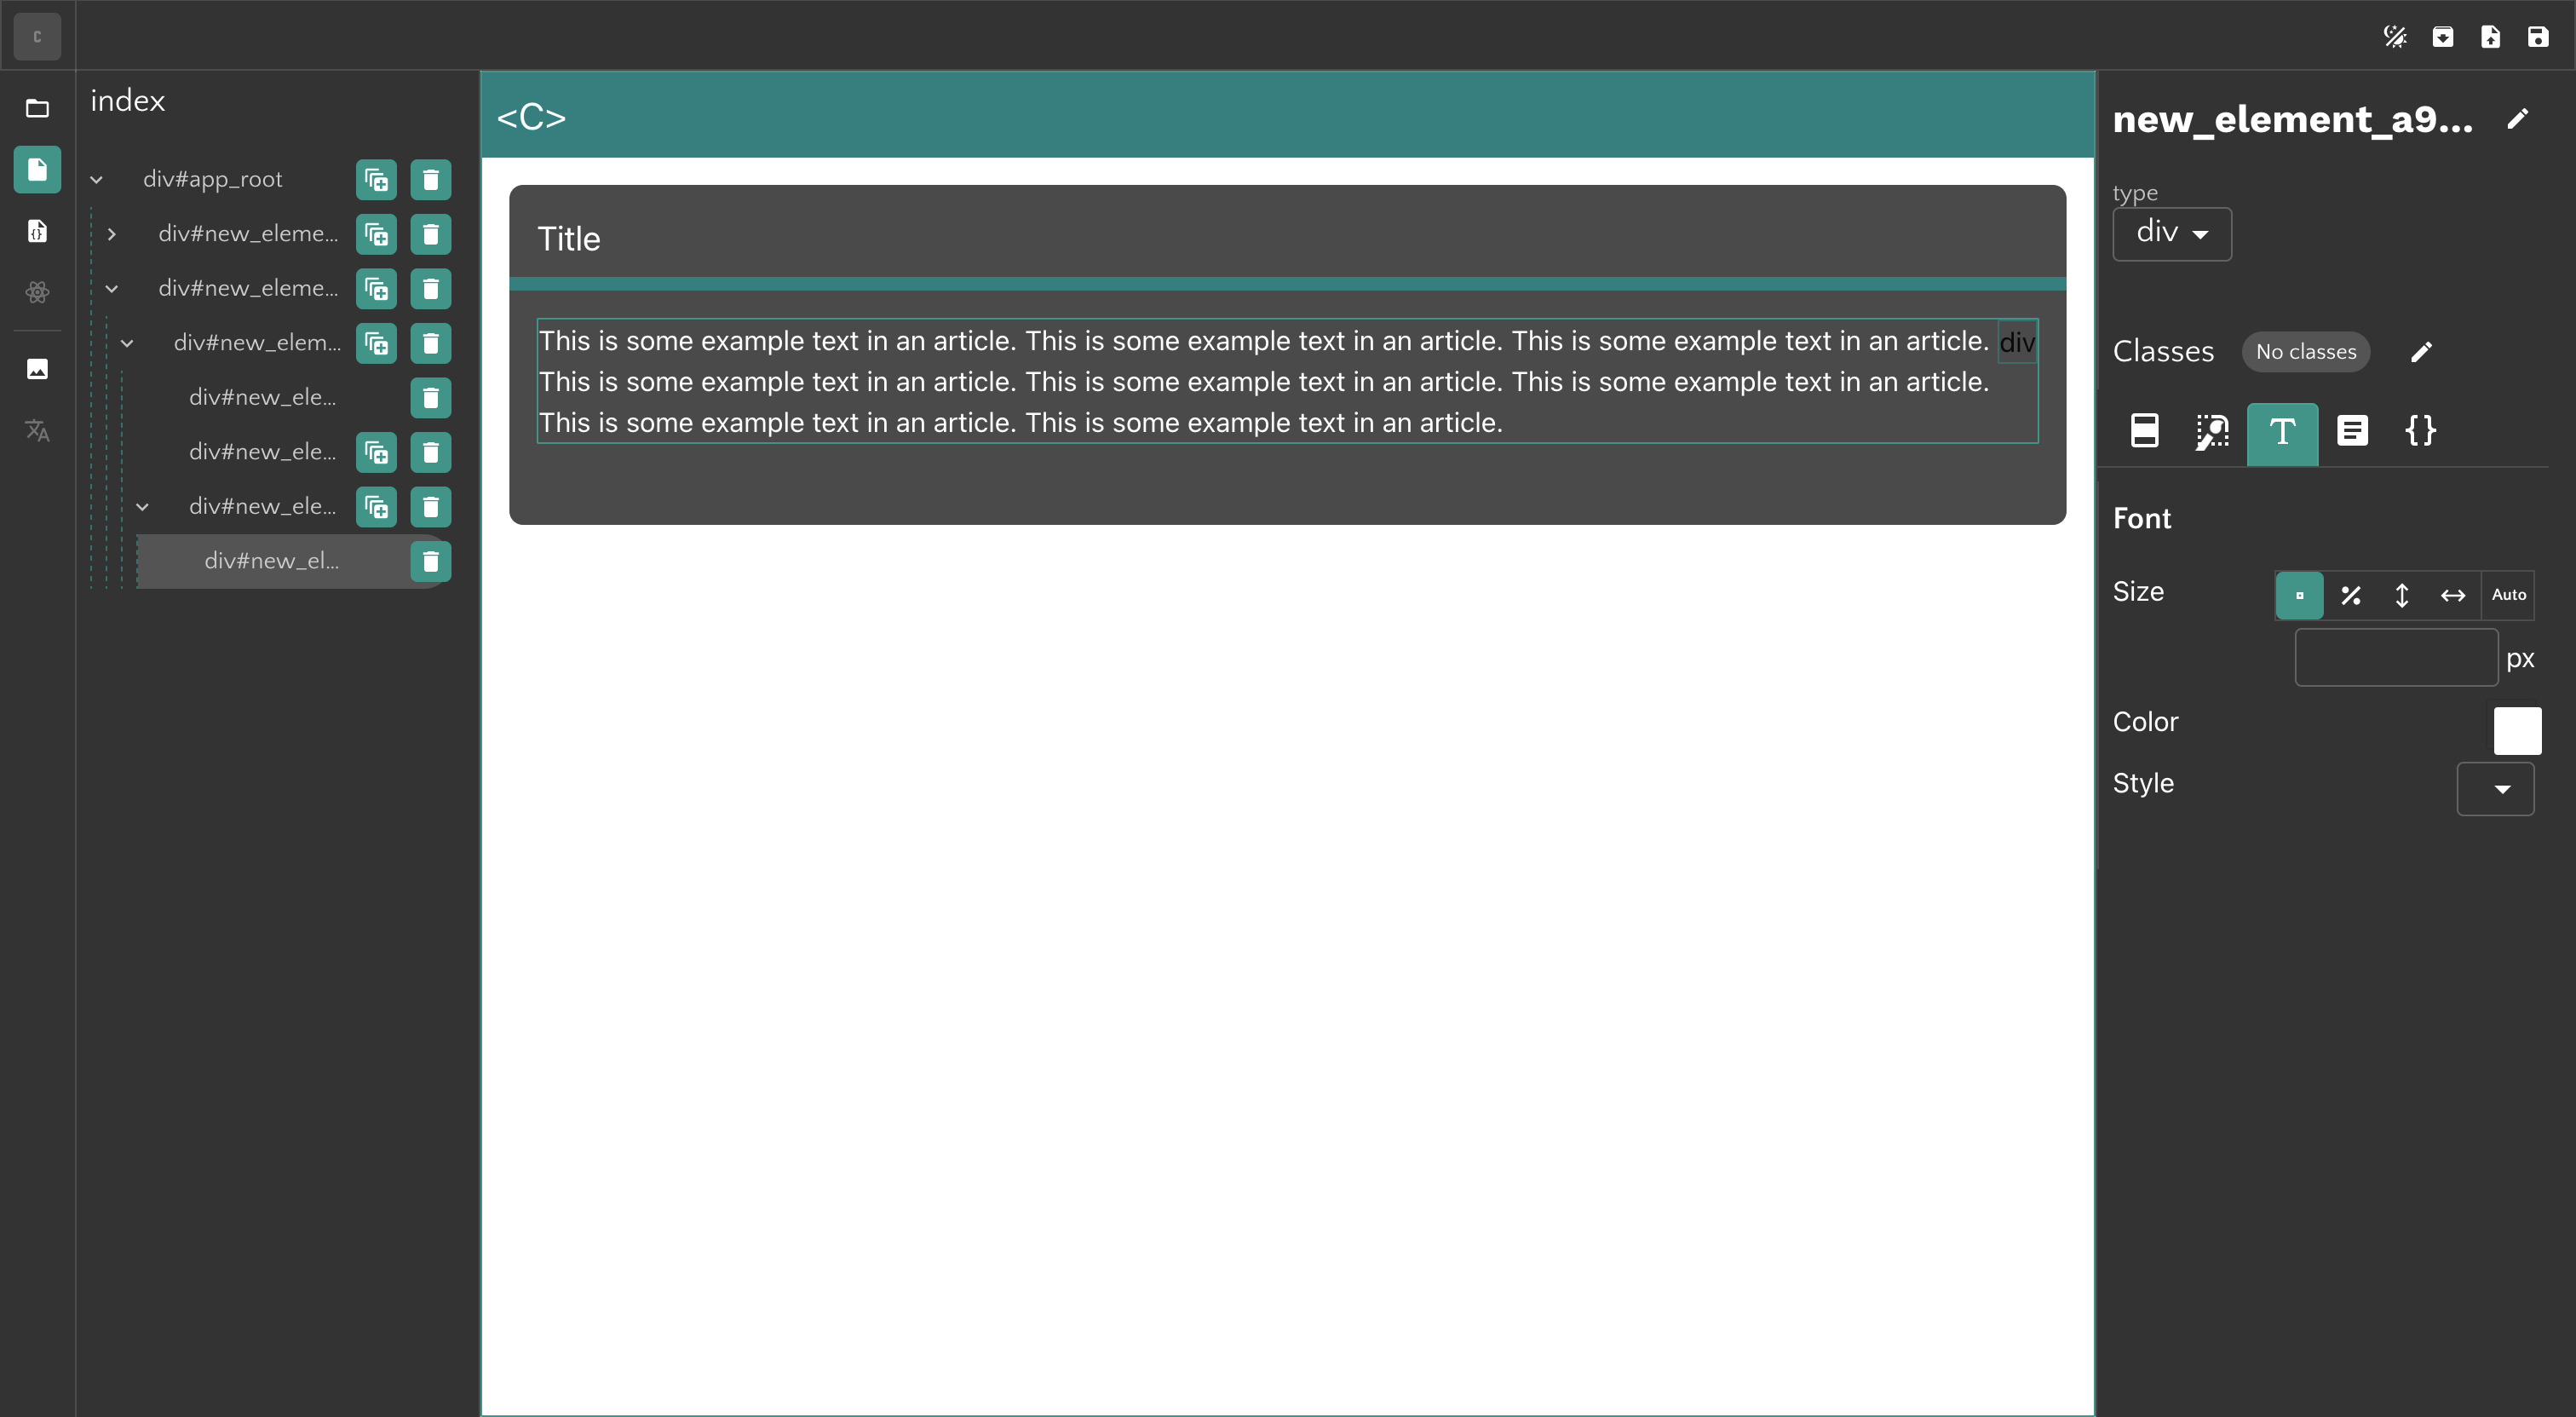 C
index
div#app_root
div#new_eleme...
div#new_eleme...
div#new_elem...
div#new_ele...
div#new_ele...
div#new_ele...
div#new_el...
<C>
Title
This is some example text in an article. This is some example text in an article. This is some example text in an article.
This is some example text in an article. This is some example text in an article. This is some example text in an article.
This is some example text in an article. This is some example text in an article.
div
new_element_a9...
type
div
Classes No classes
T {}
Font
Size Auto
px
Color
Style